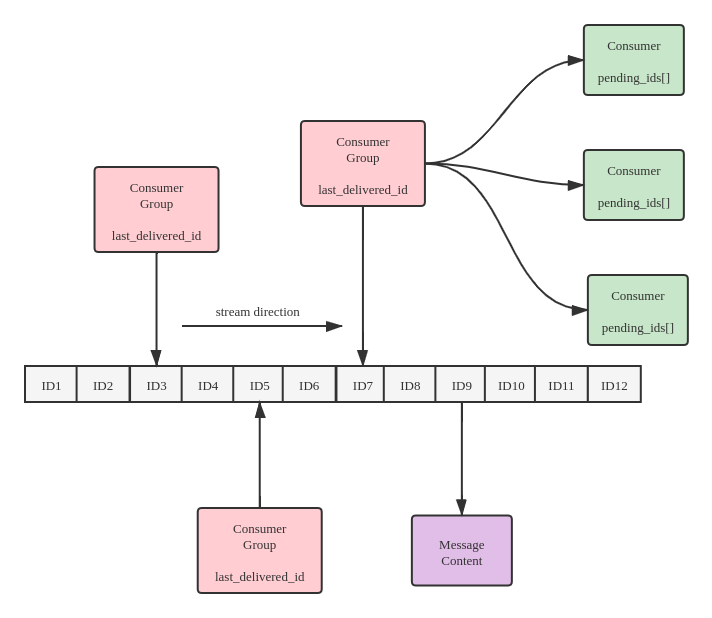 Consumer
pending_ids[]
Consumer
Group
last_delivered_id
Consumer
pending_ids[]
Consumer
Group
last_delivered_id
Consumer
pending_ids[]
stream direction
ID1 ID2 ID3 ID4 ID5 ID6 ID7 ID8 ID9 ID10 ID11 ID12
Consumer
Group
last_delivered_id
Message
Content